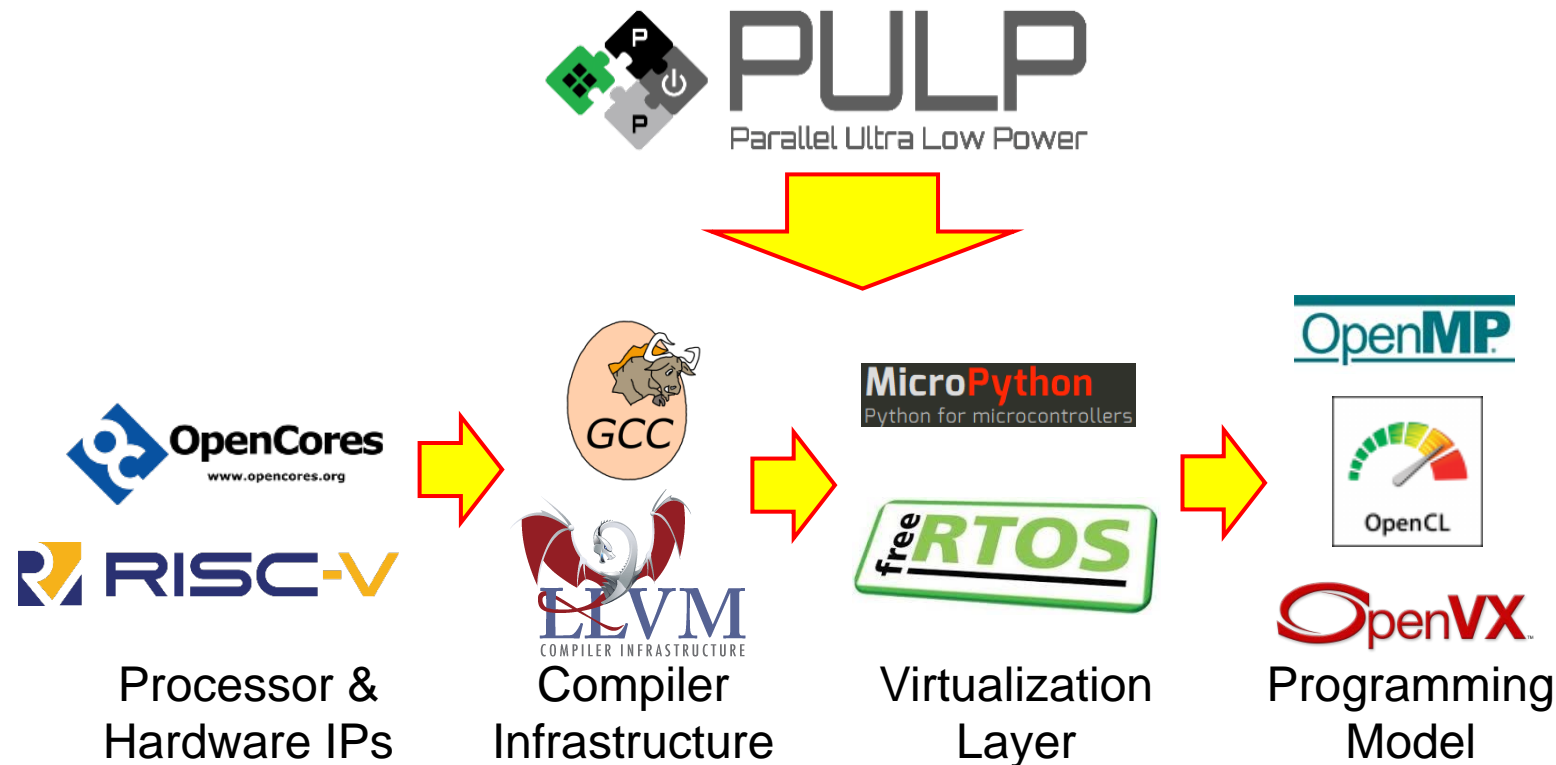 P
P
PULP
Parallel Ultra Low Power
OpenCores
www.opencores.org
RISC-V
Processor &
Hardware IPs
GCC
LLVM
COMPILER INFRASTRUCTURE
Compiler
Infrastructure
MicroPython
Python for microcontrollers
free RTOS
Virtualization
Layer
OpenMP®
OpenCL
OpenVX™
Programming
Model